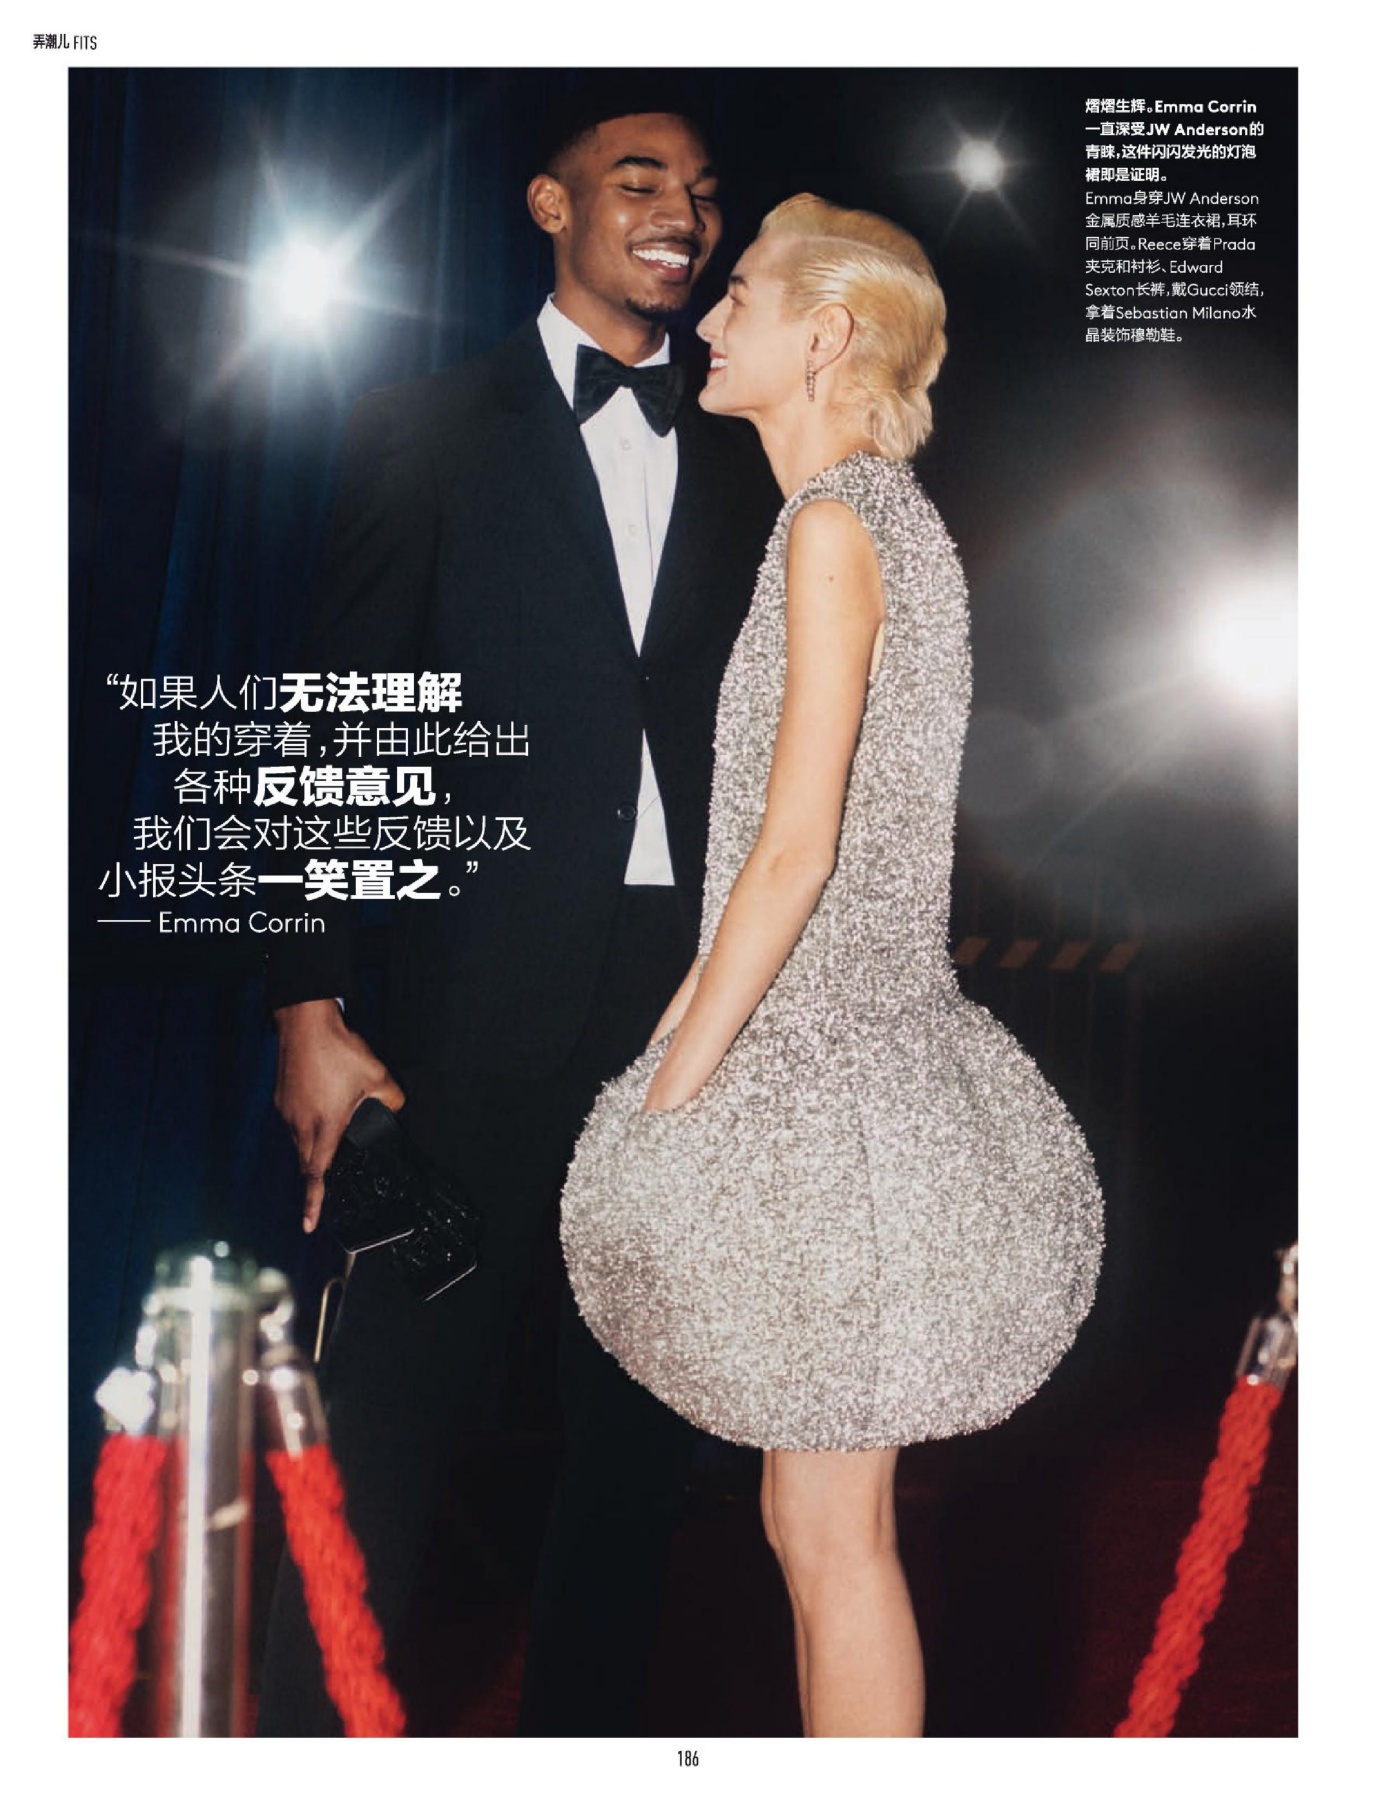 弄潮儿 FITS
熠熠生辉。Emma Corrin
一直深受JW Anderson的
青睐,这件闪闪发光的灯泡
裙即是证明。
Emma身穿JW Anderson
金属质感羊毛连衣裙,耳环
同前页。Reece穿着Prada
夹克和衬衫、Edward
Sexton长裤,戴Gucci领结,
拿着Sebastian Milano水
晶装饰穆勒鞋。
“如果人们无法理解
我的穿着,并由此给出
各种反馈意见,
我们会对这些反馈以及
小报头条一笑置之。”
—— Emma Corrin
186